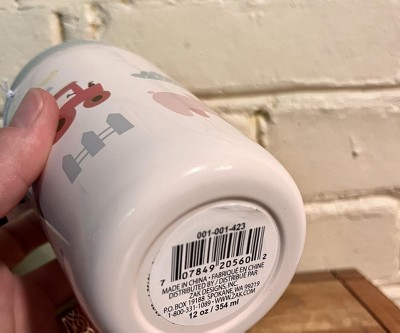 001-001-423
7 07849 20560 2
MADE IN CHINA • FABRIQUÉ EN CHINE
DISTRIBUTED BY / DISTRIBUÉ PAR
ZAK DESIGNS, INC.
PO BOX 19188 SPOKANE, WA 99219
1-800-331-1089 • WWW.ZAK.COM
12 oz / 354 ml